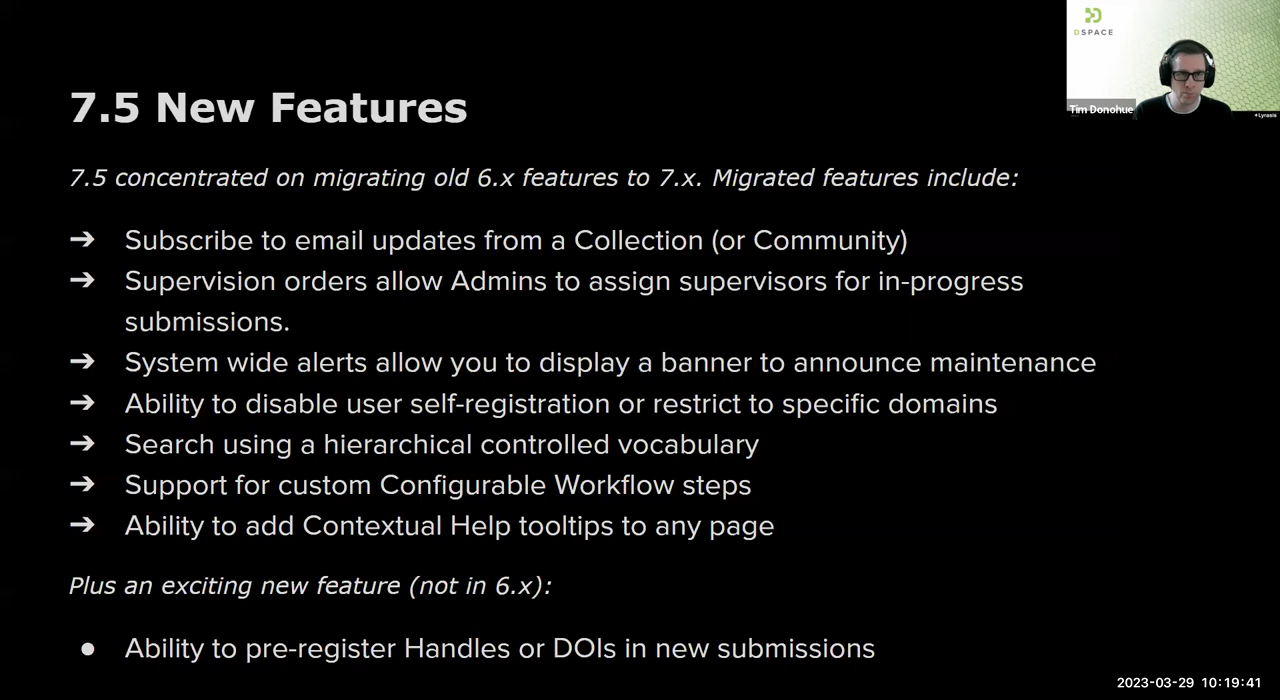 DSPACE
Tim Donohue
Lyrasis
7.5 New Features
7.5 concentrated on migrating old 6.x features to 7.x. Migrated features include:
➔ Subscribe to email updates from a Collection (or Community)
➔ Supervision orders allow Admins to assign supervisors for in-progress
submissions.
➔ System wide alerts allow you to display a banner to announce maintenance
➔ Ability to disable user self-registration or restrict to specific domains
➔ Search using a hierarchical controlled vocabulary
➔ Support for custom Configurable Workflow steps
➔ Ability to add Contextual Help tooltips to any page
Plus an exciting new feature (not in 6.x):
● Ability to pre-register Handles or DOIs in new submissions
2023-03-29 10:19:41